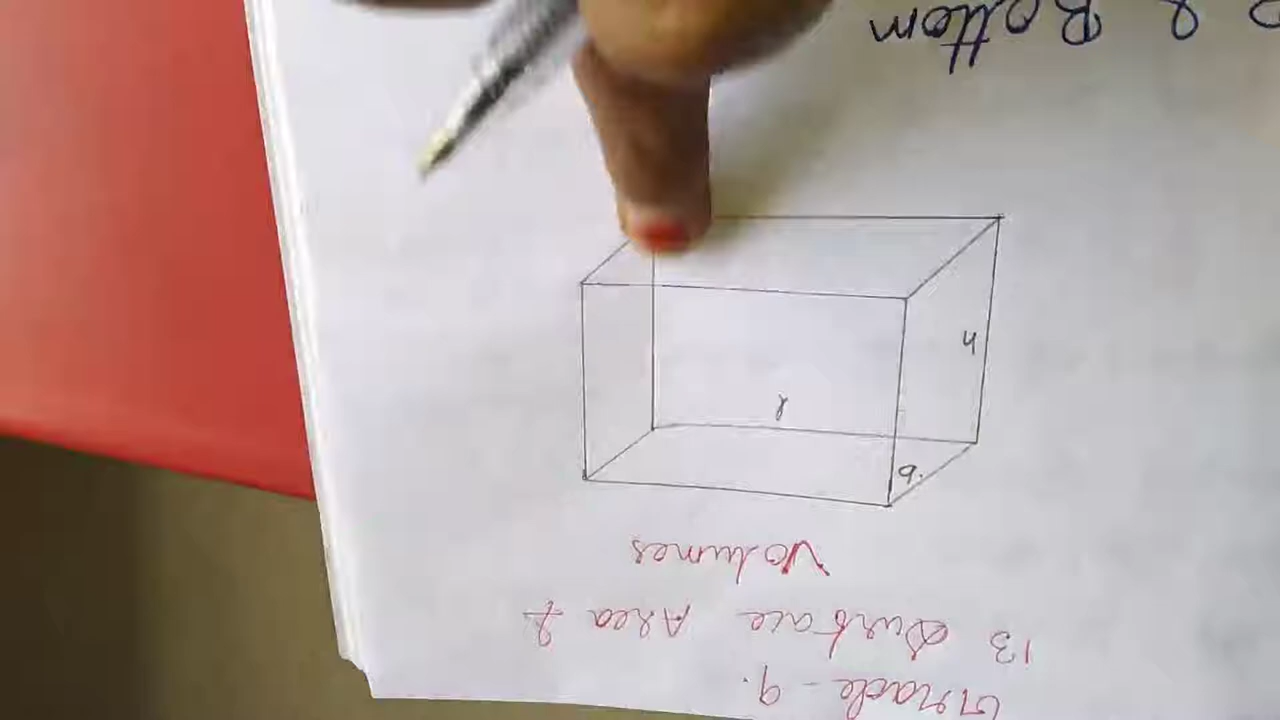 Grade - 9.
13 Surface Area &
Volumes
b.
l
h
& Bottom